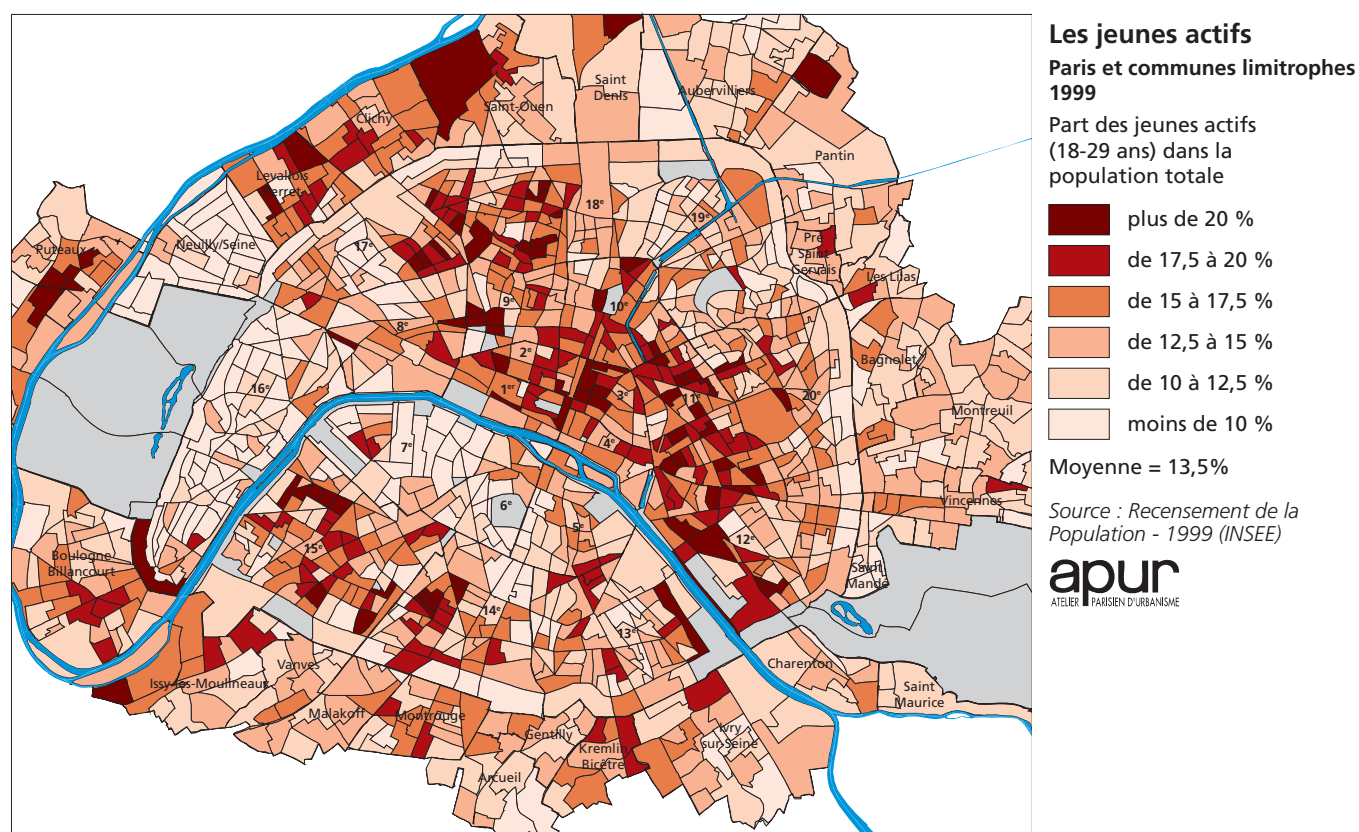 Les jeunes actifs
Paris et communes limitrophes
1999
Part des jeunes actifs
(18-29 ans) dans la
population totale
plus de 20 %
de 17,5 à 20 %
de 15 à 17,5 %
de 12,5 à 15 %
de 10 à 12,5 %
moins de 10 %
Moyenne = 13,5%
Source : Recensement de la
Population - 1999 (INSEE)
apur
ATELIER PARISIEN D'URBANISME
Saint
Denis
Aubervilliers
Saint-Ouen
Clichy
Pantin
Levallois
Perret
18e
19e
17e
Neuilly/Seine
Puteaux
Pré
Saint
Gervais
Les Lilas
9e
10e
8e
2e
Bagnolet
16e
1er
3e
11e
20e
Montreuil
7e
4e
Vincennes
6e
5e
12e
15e
Boulogne
Billancourt
Saint
Mandé
14e
13e
Vanves
Charenton
Issy-les-Moulineaux
Saint
Maurice
Malakoff
Montrouge
Gentilly
Ivry
sur-Seine
Kremlin
Bicêtre
Arcueil